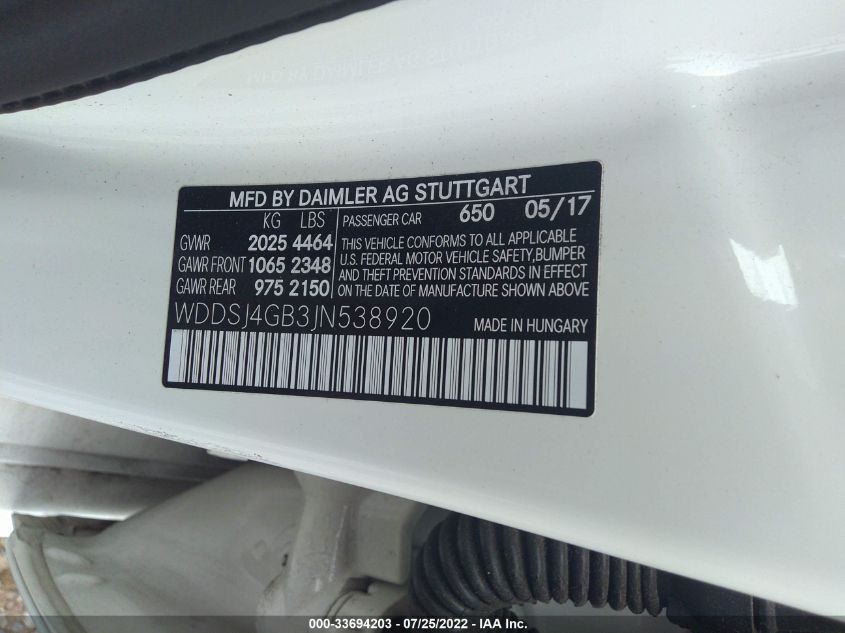 MFD BY DAIMLER AG STUTTGART
KG LBS
GVWR 2025 4464
GAWR FRONT 1065 2348
GAWR REAR 975 2150
PASSENGER CAR 650 05/17
THIS VEHICLE CONFORMS TO ALL APPLICABLE
U.S. FEDERAL MOTOR VEHICLE SAFETY, BUMPER
AND THEFT PREVENTION STANDARDS IN EFFECT
ON THE DATE OF MANUFACTURE SHOWN ABOVE
WDDSJ4GB3JN538920
MADE IN HUNGARY
000-33694203 - 07/25/2022 - IAA, Inc.